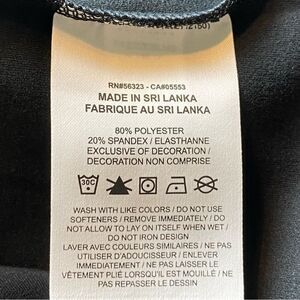 RN#56323 - CA#05553
MADE IN SRI LANKA
FABRIQUE AU SRI LANKA
80% POLYESTER
20% SPANDEX / ELASTHANNE
EXCLUSIVE OF DECORATION /
DECORATION NON COMPRISE
30C
WASH WITH LIKE COLORS / DO NOT USE
SOFTENERS / REMOVE IMMEDIATELY / DO
NOT ALLOW TO LAY ON ITSELF WHEN WET /
DO NOT IRON DESIGN
LAVER AVEC COULEURS SIMILAIRES / NE
PAS UTILISER D'ADOUCISSEUR / ENLEVER
IMMÉDIATEMENT / NE PAS LAISSER LE
VÊTEMENT PLIÉ LORSQU'IL EST MOUILLÉ / NE
PAS REPASSER LE DESSIN